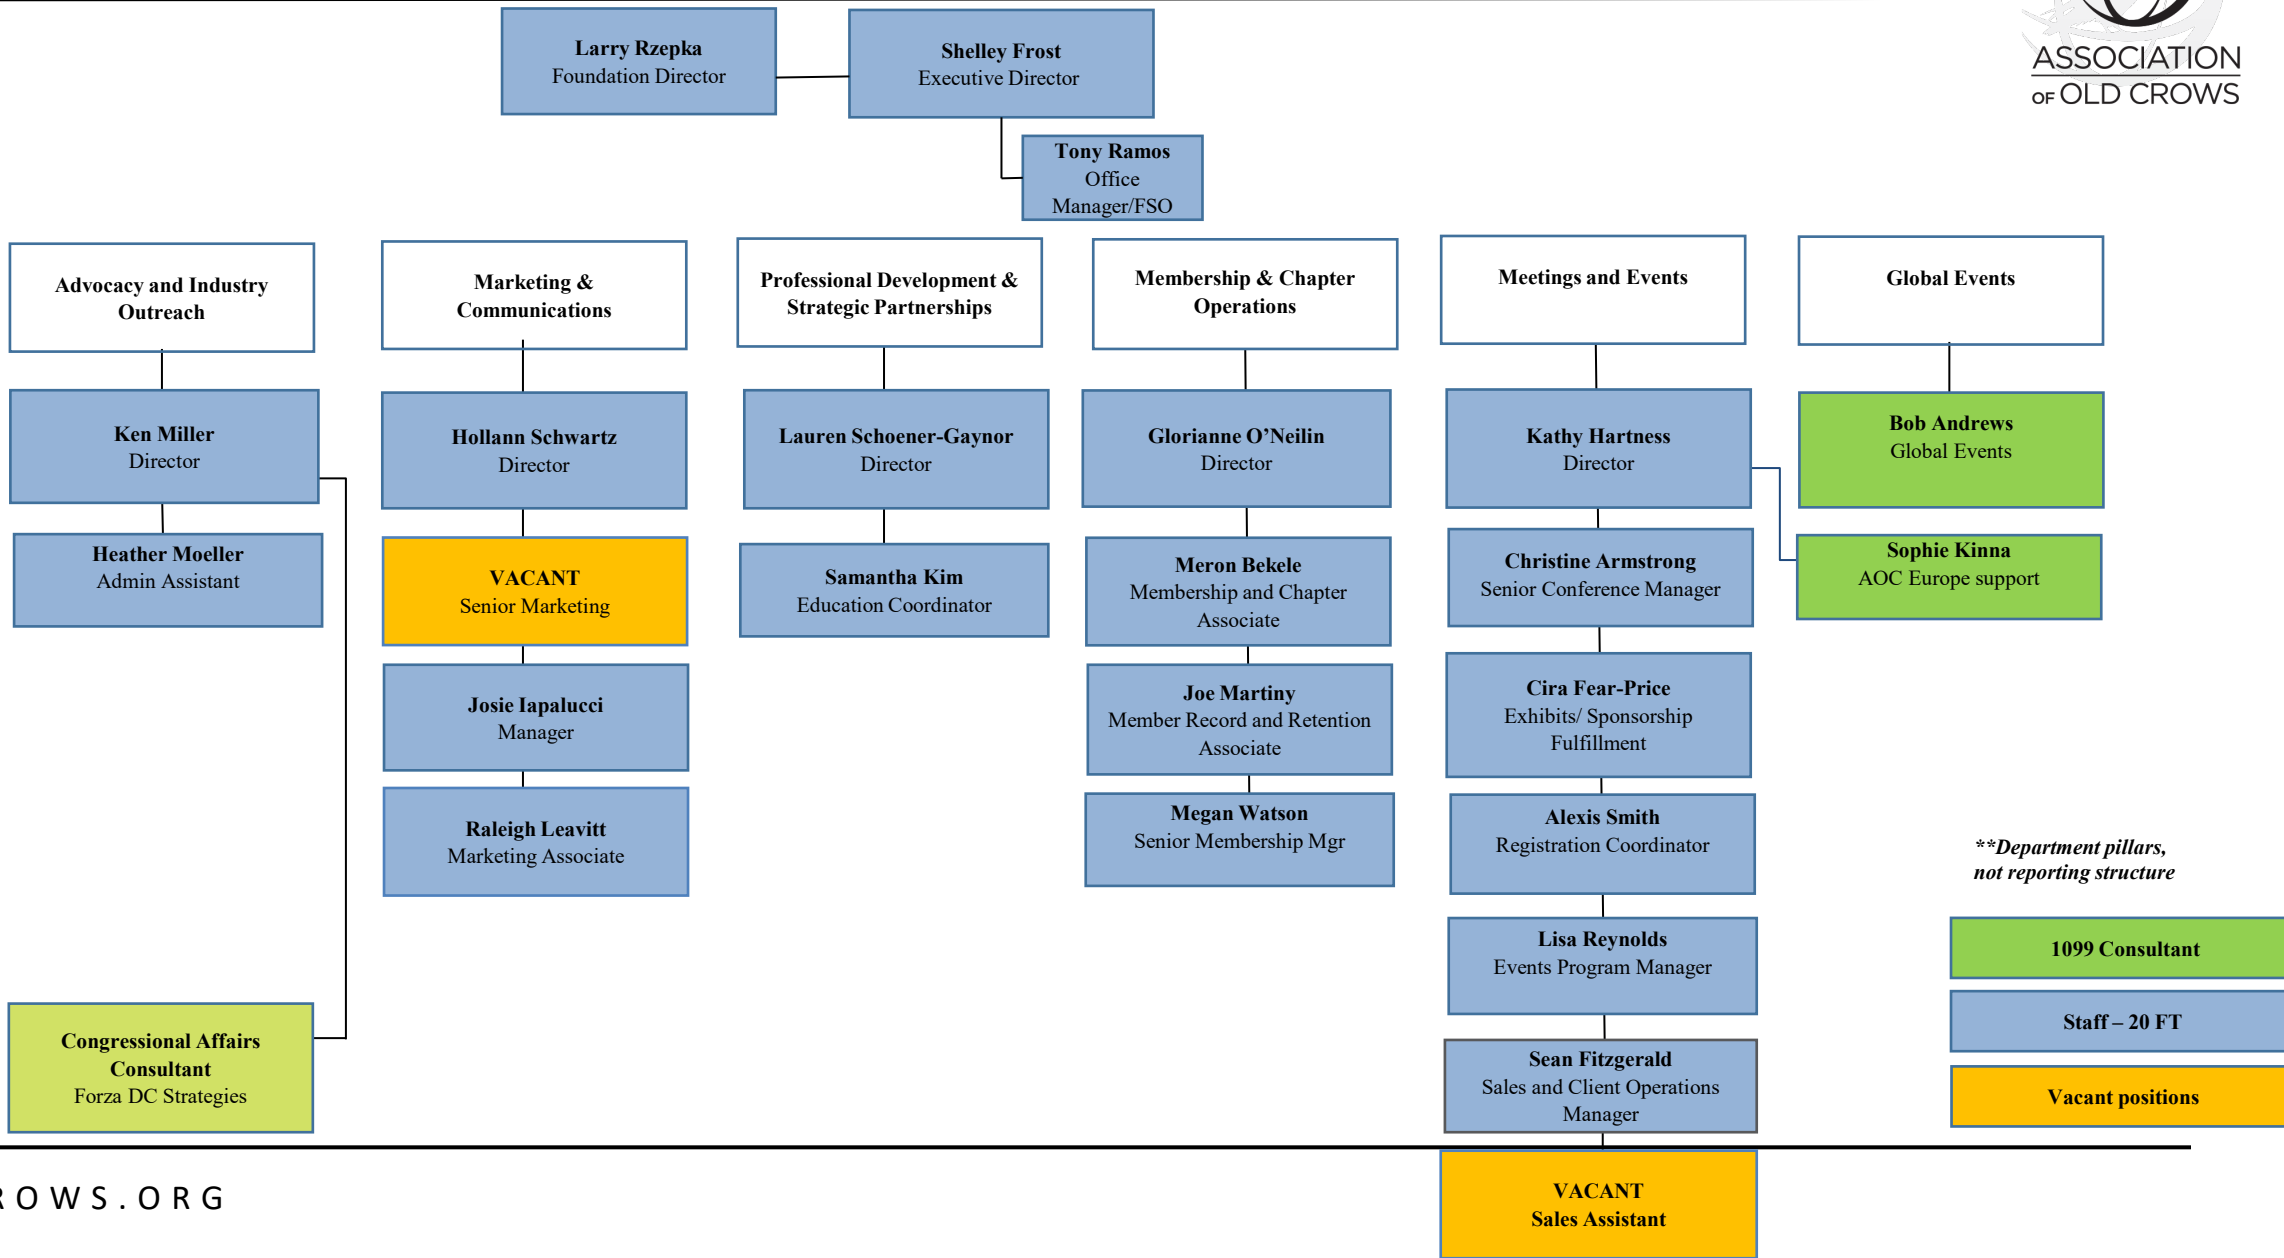 Larry Rzepka
Foundation Director
Shelley Frost
Executive Director
ASSOCIATION
OF OLD CROWS
Tony Ramos
Office
Manager/FSO
Advocacy and Industry
Outreach
Marketing &
Communications
Professional Development &
Strategic Partnerships
Membership & Chapter
Operations
Meetings and Events
Global Events
Ken Miller
Director
Hollann Schwartz
Director
Lauren Schoener-Gaynor
Director
Glorianne O’Neilin
Director
Kathy Hartness
Director
Bob Andrews
Global Events
Heather Moeller
Admin Assistant
VACANT
Senior Marketing
Samantha Kim
Education Coordinator
Meron Bekele
Membership and Chapter
Associate
Christine Armstrong
Senior Conference Manager
Sophie Kinna
AOC Europe support
Josie Iapalucci
Manager
Joe Martiny
Member Record and Retention
Associate
Cira Fear-Price
Exhibits/ Sponsorship
Fulfillment
Raleigh Leavitt
Marketing Associate
Megan Watson
Senior Membership Mgr
Alexis Smith
Registration Coordinator
**Department pillars,
not reporting structure
Lisa Reynolds
Events Program Manager
1099 Consultant
Staff – 20 FT
Vacant positions
Congressional Affairs
Consultant
Forza DC Strategies
Sean Fitzgerald
Sales and Client Operations
Manager
VACANT
Sales Assistant
ROWS.ORG